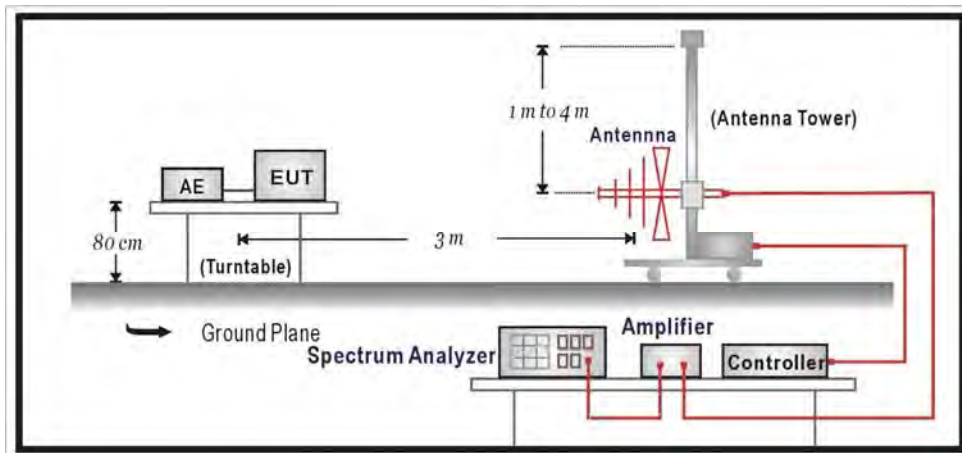 1 m to 4 m
(Antenna Tower)
Antennna
AE
EUT
80 cm
3 m
(Turntable)
Ground Plane
Amplifier
Spectrum Analyzer
Controller